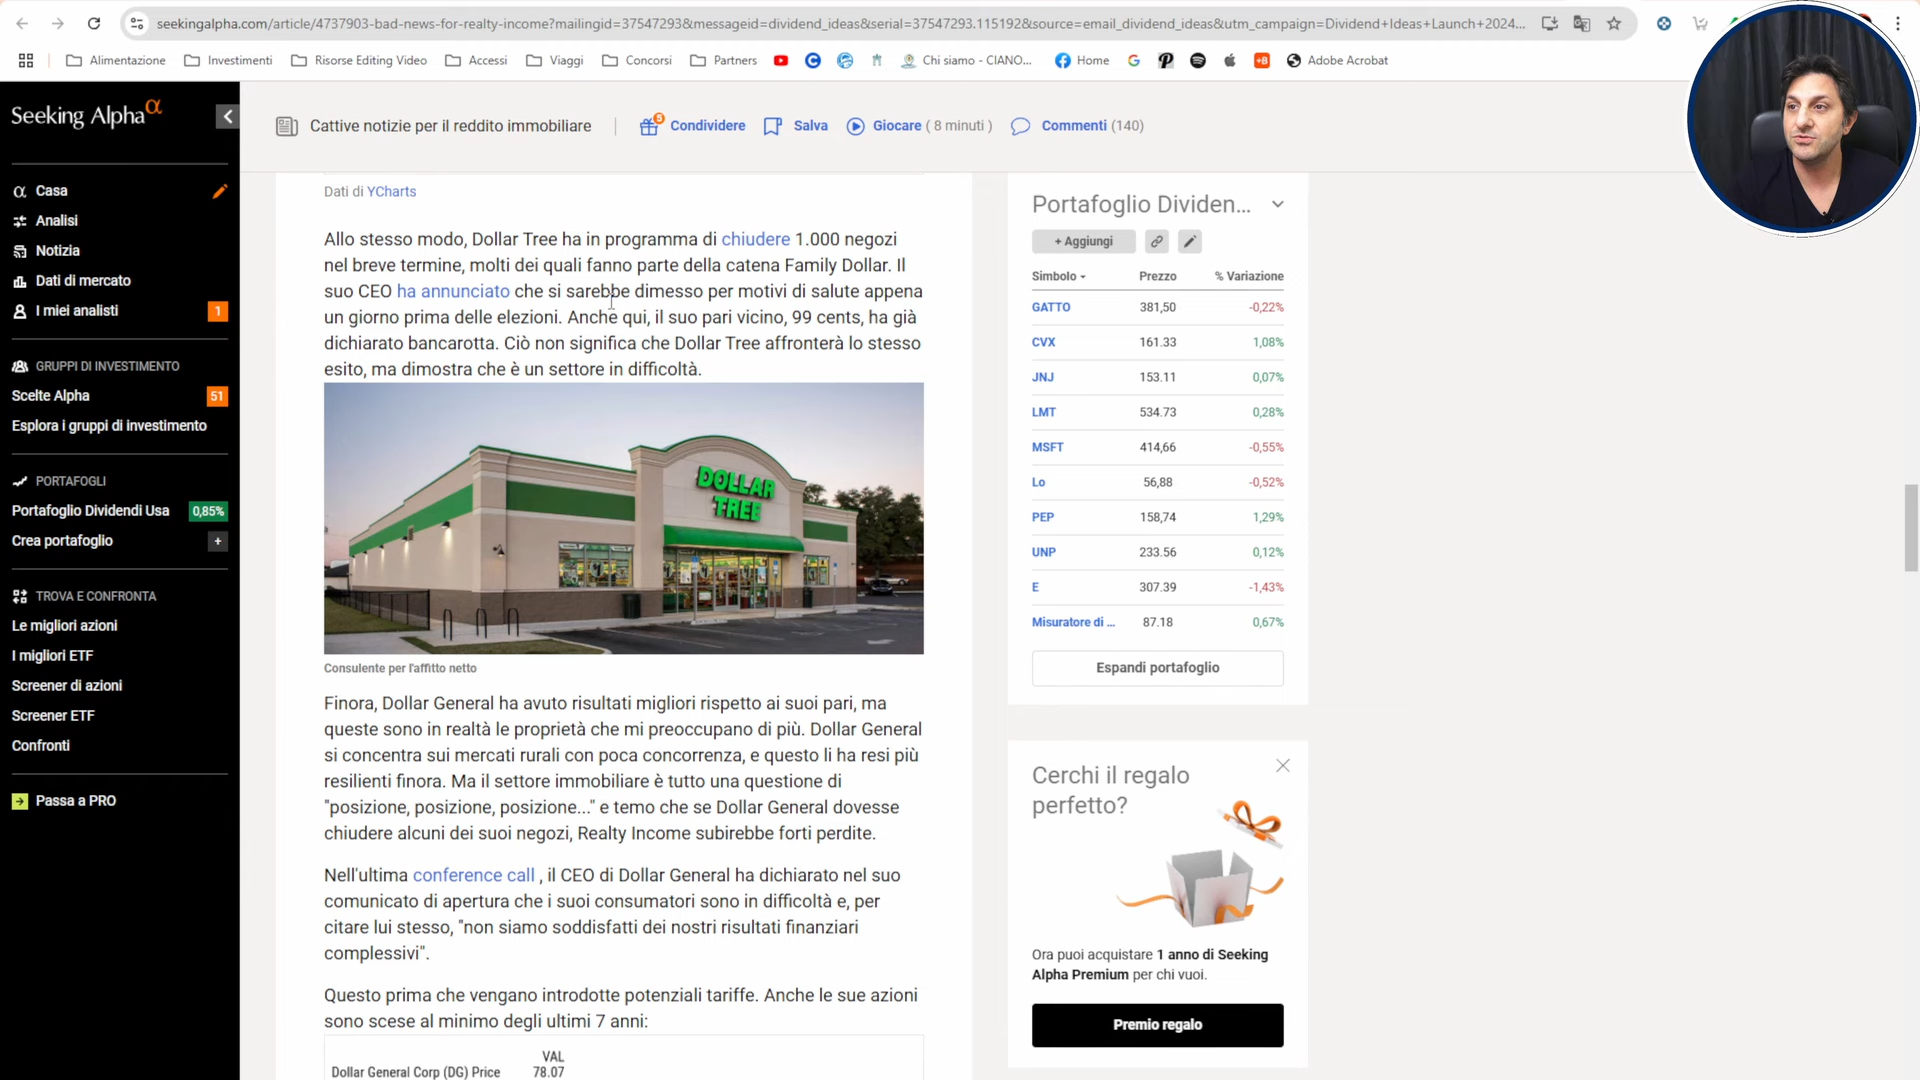 seekingalpha.com/article/4737903-bad-news-for-realty-income?mailingid=37547293&messageid=dividend_ideas&serial=37547293.115192&source=email_dividend_ideas&utm_campaign=Dividend+Ideas+Launch+2024...
Alimentazione
Investimenti
Risorse Editing Video
Accessi
Viaggi
Concorsi
Partners
Chi siamo - CIANO...
Home
Adobe Acrobat
Seeking Alpha α
Cattive notizie per il reddito immobiliare
5
Condividere
Salva
Giocare ( 8 minuti )
Commenti (140)
Casa
Analisi
Notizia
Dati di mercato
I miei analisti
1
GRUPPI DI INVESTIMENTO
Scelte Alpha
51
Esplora i gruppi di investimento
PORTAFOGLI
Portafoglio Dividendi Usa
0,85%
Crea portafoglio
+
TROVA E CONFRONTA
Le migliori azioni
I migliori ETF
Screener di azioni
Screener ETF
Confronti
Passa a PRO
Dati di YCharts
Allo stesso modo, Dollar Tree ha in programma di chiudere 1.000 negozi
nel breve termine, molti dei quali fanno parte della catena Family Dollar. Il
suo CEO ha annunciato che si sarebbe dimesso per motivi di salute appena
un giorno prima delle elezioni. Anche qui, il suo pari vicino, 99 cents, ha già
dichiarato bancarotta. Ciò non significa che Dollar Tree affronterà lo stesso
esito, ma dimostra che è un settore in difficoltà.
DOLLAR
TREE
Consulente per l'affitto netto
Finora, Dollar General ha avuto risultati migliori rispetto ai suoi pari, ma
queste sono in realtà le proprietà che mi preoccupano di più. Dollar General
si concentra sui mercati rurali con poca concorrenza, e questo li ha resi più
resilienti finora. Ma il settore immobiliare è tutto una questione di
"posizione, posizione, posizione..." e temo che se Dollar General dovesse
chiudere alcuni dei suoi negozi, Realty Income subirebbe forti perdite.
Nell'ultima conference call , il CEO di Dollar General ha dichiarato nel suo
comunicato di apertura che i suoi consumatori sono in difficoltà e, per
citare lui stesso, "non siamo soddisfatti dei nostri risultati finanziari
complessivi".
Questo prima che vengano introdotte potenziali tariffe. Anche le sue azioni
sono scese al minimo degli ultimi 7 anni:
VAL
Dollar General Corp (DG) Price 78.07
Portafoglio Dividen...
+ Aggiungi
Simbolo Prezzo % Variazione
GATTO 381,50 -0,22%
CVX 161.33 1,08%
JNJ 153.11 0,07%
LMT 534.73 0,28%
MSFT 414,66 -0,55%
Lo 56,88 -0,52%
PEP 158,74 1,29%
UNP 233.56 0,12%
E 307.39 -1,43%
Misuratore di ... 87.18 0,67%
Espandi portafoglio
Cerchi il regalo
perfetto?
Ora puoi acquistare 1 anno di Seeking
Alpha Premium per chi vuoi.
Premio regalo